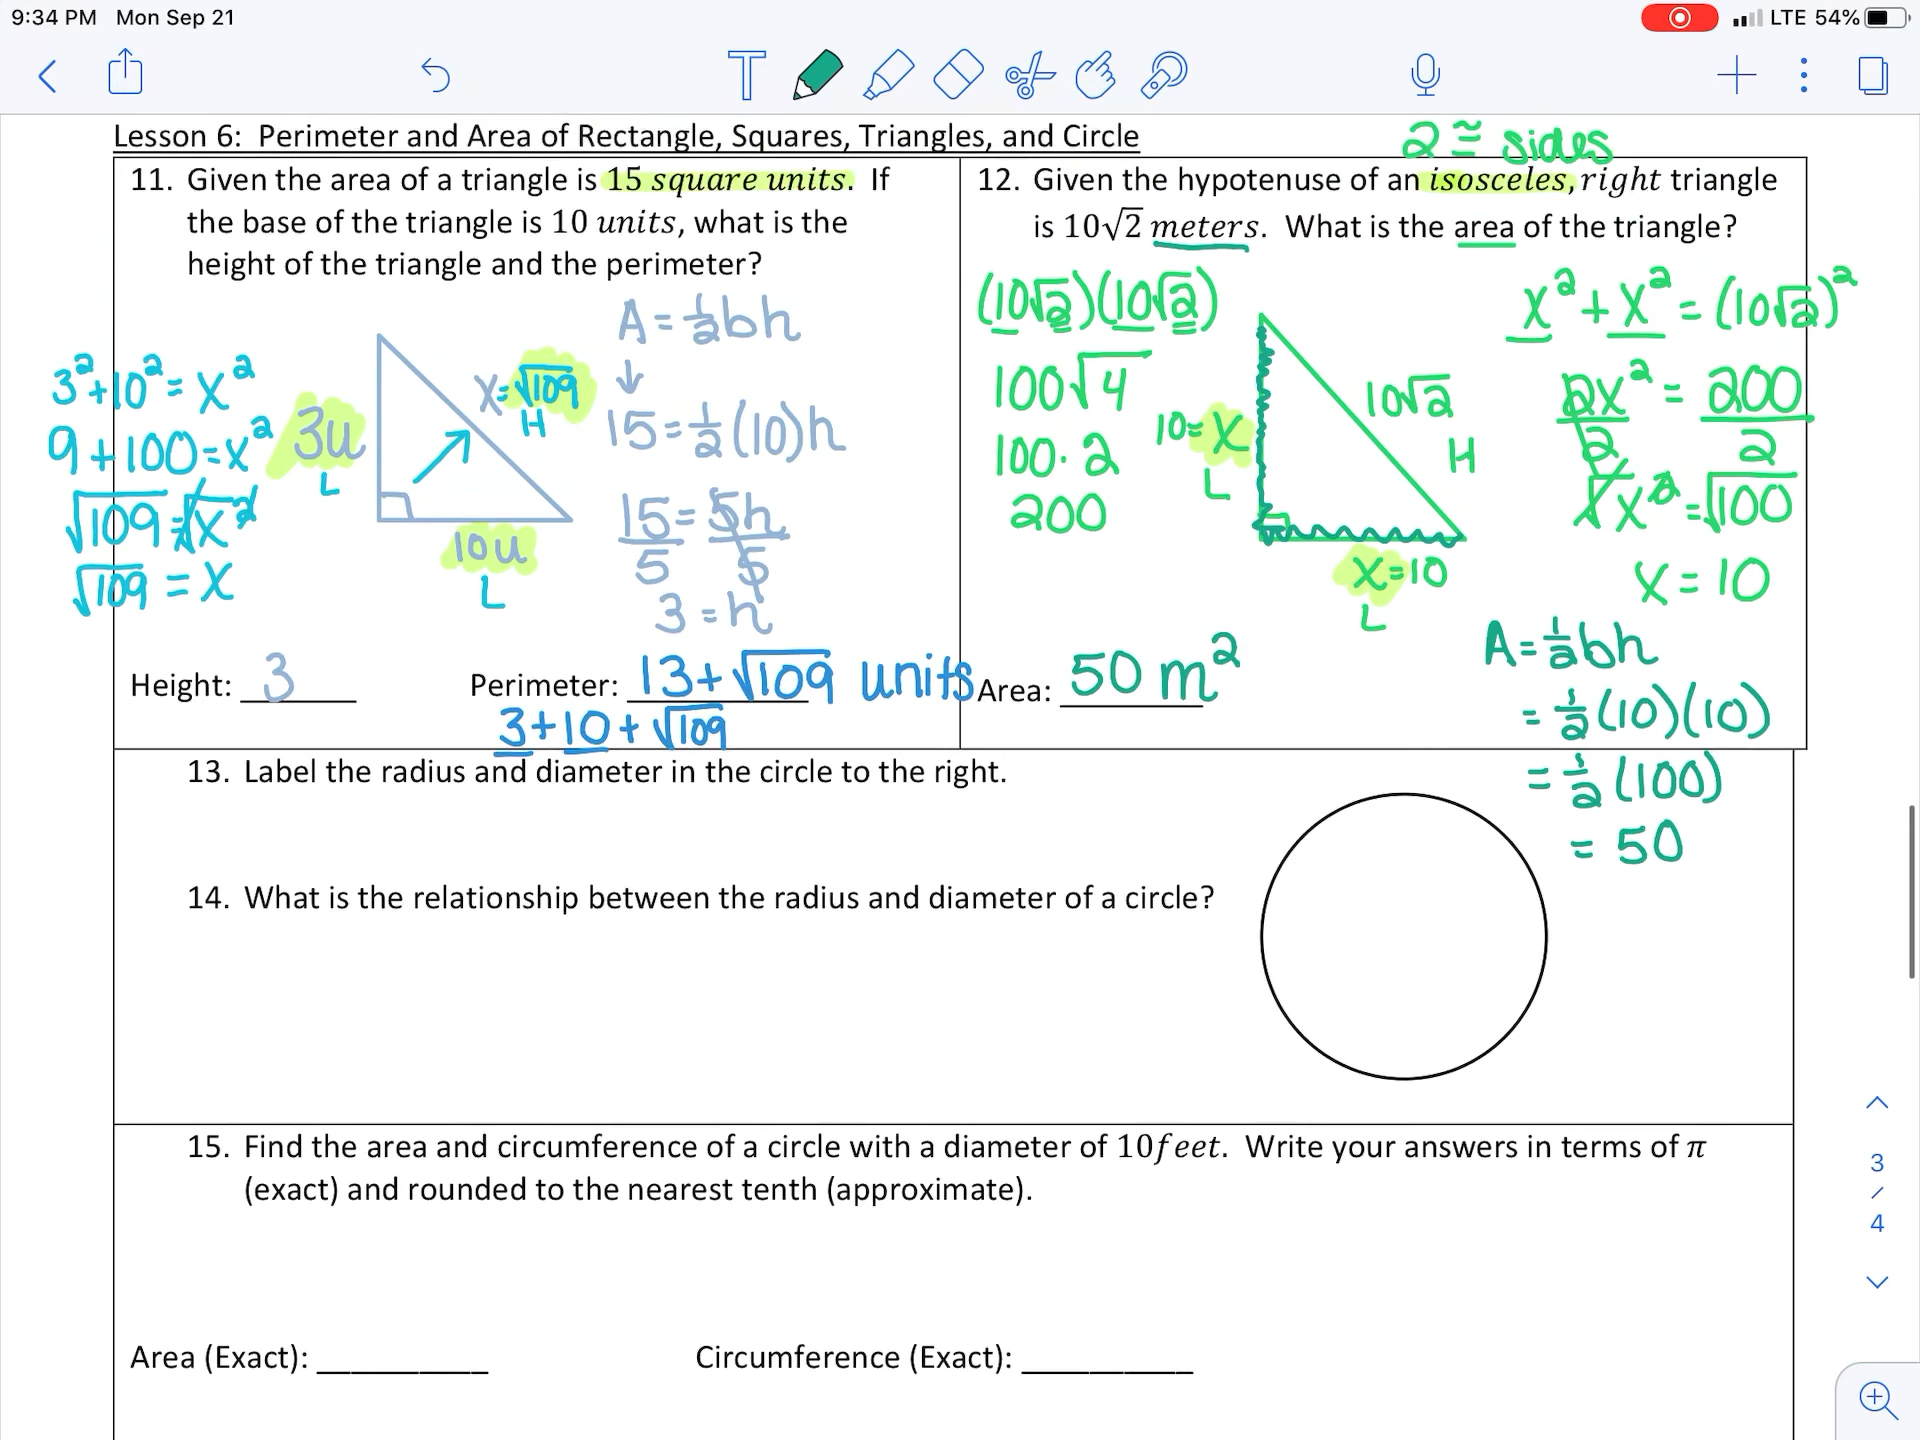 9:34 PM Mon Sep 21
LTE 54%
T
Lesson 6: Perimeter and Area of Rectangle, Squares, Triangles, and Circle
2 ≅ sides
11. Given the area of a triangle is 15 square units. If
the base of the triangle is 10 units, what is the
height of the triangle and the perimeter?
A = ½bh
↓
15 = ½(10)h
15 = 5h
5 5
3 = h
3² + 10² = x²
9 + 100 = x²
√109 = √x²
√109 = x
3u
L
x = √109
H
10u
L
Height: 3
Perimeter: 13 + √109 units
3 + 10 + √109
12. Given the hypotenuse of an isosceles, right triangle
is 10√2 meters. What is the area of the triangle?
(10√2)(10√2)
100√4
100 · 2
200
10 = x
L
10√2
H
x = 10
L
x² + x² = (10√2)²
2x² = 200
2 2
√x² = √100
x = 10
A = ½bh
= ½(10)(10)
= ½(100)
= 50
Area: 50 m²
13. Label the radius and diameter in the circle to the right.
14. What is the relationship between the radius and diameter of a circle?
15. Find the area and circumference of a circle with a diameter of 10feet. Write your answers in terms of π
(exact) and rounded to the nearest tenth (approximate).
Area (Exact): __________
Circumference (Exact): __________
3
/
4